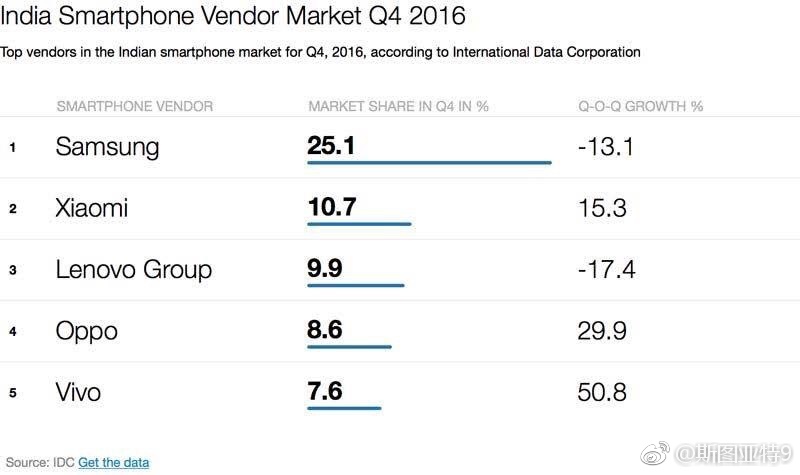 India Smartphone Vendor Market Q4 2016
Top vendors in the Indian smartphone market for Q4, 2016, according to International Data Corporation
SMARTPHONE VENDOR MARKET SHARE IN Q4 IN % Q-O-Q GROWTH %
1 Samsung 25.1 -13.1
2 Xiaomi 10.7 15.3
3 Lenovo Group 9.9 -17.4
4 Oppo 8.6 29.9
5 Vivo 7.6 50.8
Source: IDC Get the data
@斯图亚特9